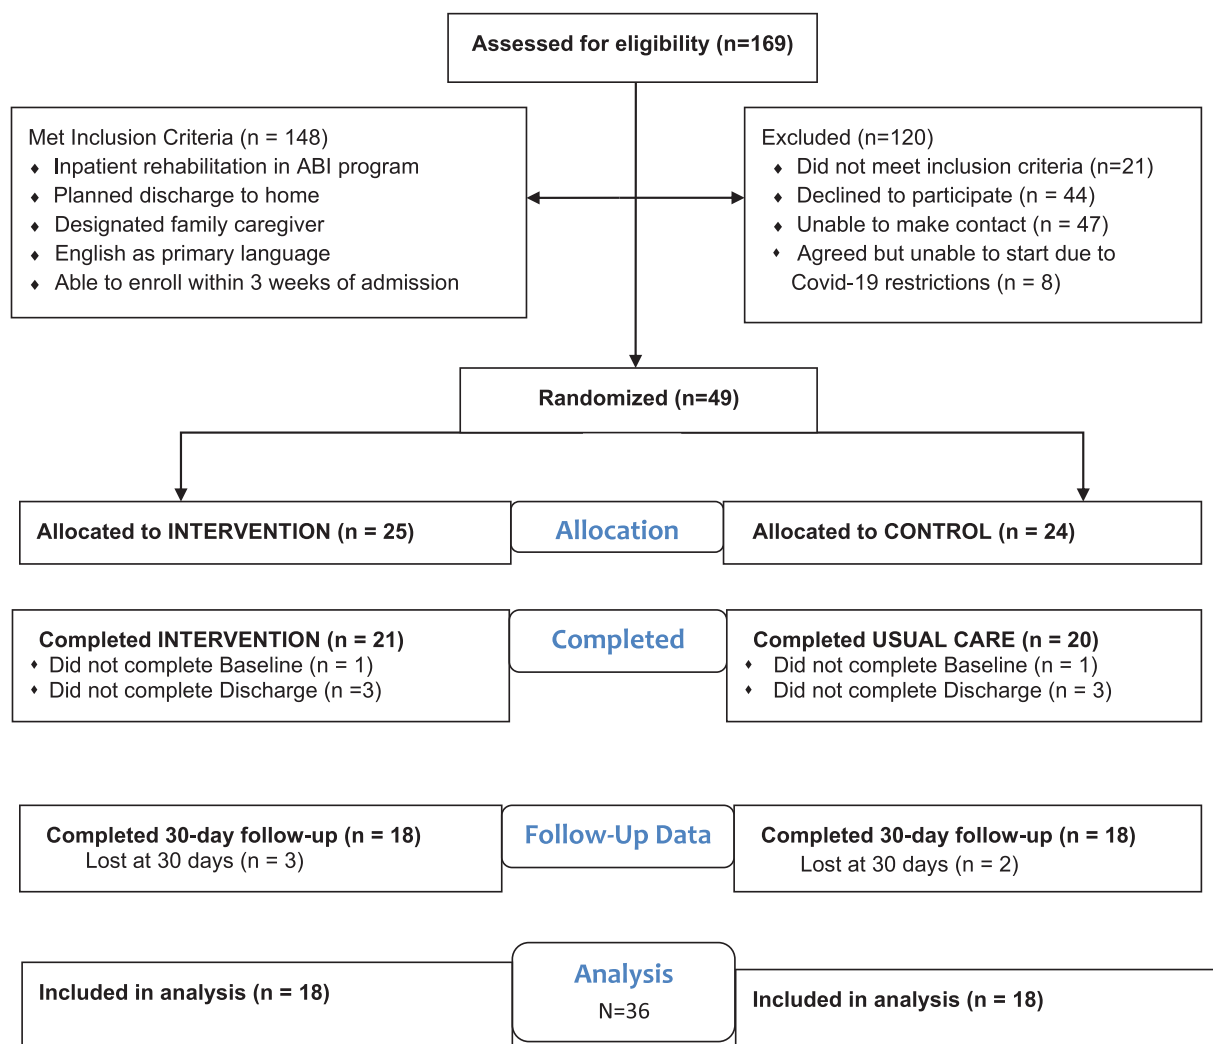 Assessed for eligibility (n=169)
Met Inclusion Criteria (n = 148)
♦ Inpatient rehabilitation in ABI program
♦ Planned discharge to home
♦ Designated family caregiver
♦ English as primary language
♦ Able to enroll within 3 weeks of admission
Excluded (n=120)
♦ Did not meet inclusion criteria (n=21)
♦ Declined to participate (n = 44)
♦ Unable to make contact (n = 47)
♦ Agreed but unable to start due to
Covid-19 restrictions (n = 8)
Randomized (n=49)
Allocated to INTERVENTION (n = 25)
Allocation
Allocated to CONTROL (n = 24)
Completed INTERVENTION (n = 21)
♦ Did not complete Baseline (n = 1)
♦ Did not complete Discharge (n =3)
Completed
Completed USUAL CARE (n = 20)
♦ Did not complete Baseline (n = 1)
♦ Did not complete Discharge (n = 3)
Completed 30-day follow-up (n = 18)
Lost at 30 days (n = 3)
Follow-Up Data
Completed 30-day follow-up (n = 18)
Lost at 30 days (n = 2)
Included in analysis (n = 18)
Analysis
N=36
Included in analysis (n = 18)